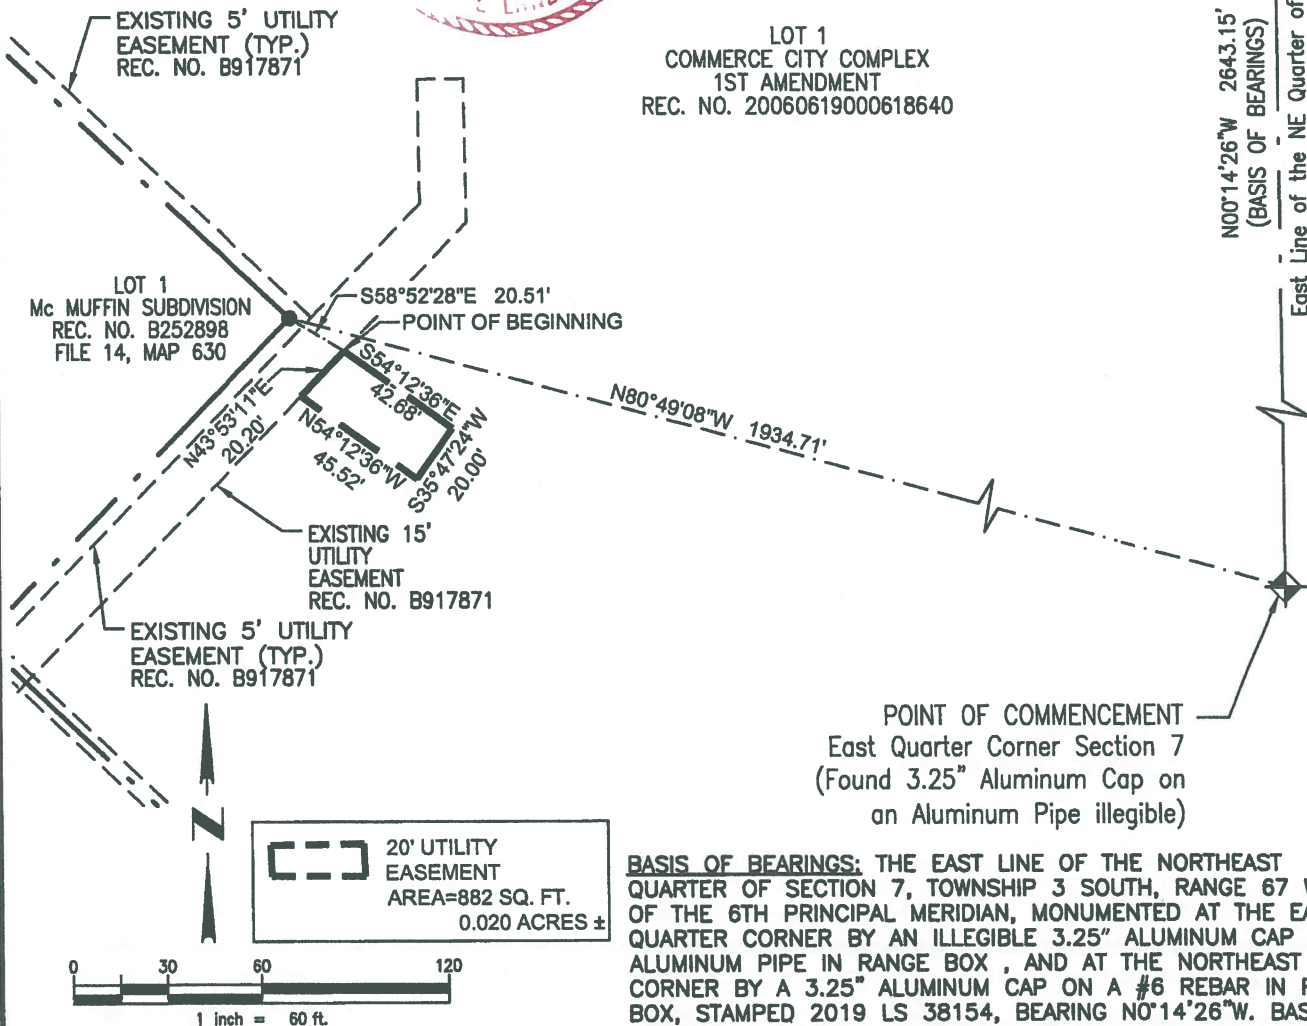 EXISTING 5' UTILITY
EASEMENT (TYP.)
REC. NO. B917871
LOT 1
COMMERCE CITY COMPLEX
1ST AMENDMENT
REC. NO. 20060619000618640
N00°14'26"W 2643.15'
(BASIS OF BEARINGS)
East Line of the NE Quarter of
LOT 1
Mc MUFFIN SUBDIVISION
REC. NO. B252898
FILE 14, MAP 630
S58°52'28"E 20.51'
POINT OF BEGINNING
S54°12'36"E
42.68'
N80°49'08"W 1934.71'
N43°53'11"E
20.20'
N54°12'36"W
45.52'
S35°47'24"W
20.00'
EXISTING 15'
UTILITY
EASEMENT
REC. NO. B917871
EXISTING 5' UTILITY
EASEMENT (TYP.)
REC. NO. B917871
POINT OF COMMENCEMENT
East Quarter Corner Section 7
(Found 3.25" Aluminum Cap on
an Aluminum Pipe illegible)
N
20' UTILITY
EASEMENT
AREA=882 SQ. FT.
0.020 ACRES ±
0 30 60 120
1 inch = 60 ft.
BASIS OF BEARINGS: THE EAST LINE OF THE NORTHEAST
QUARTER OF SECTION 7, TOWNSHIP 3 SOUTH, RANGE 67
OF THE 6TH PRINCIPAL MERIDIAN, MONUMENTED AT THE
QUARTER CORNER BY AN ILLEGIBLE 3.25" ALUMINUM CAP
ALUMINUM PIPE IN RANGE BOX , AND AT THE NORTHEAST
CORNER BY A 3.25" ALUMINUM CAP ON A #6 REBAR IN
BOX, STAMPED 2019 LS 38154, BEARING N0°14'26"W.